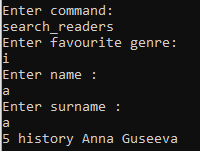 Enter command:
search_readers
Enter favourite genre:
i
Enter name :
a
Enter surname :
a
5 history Anna Guseeva